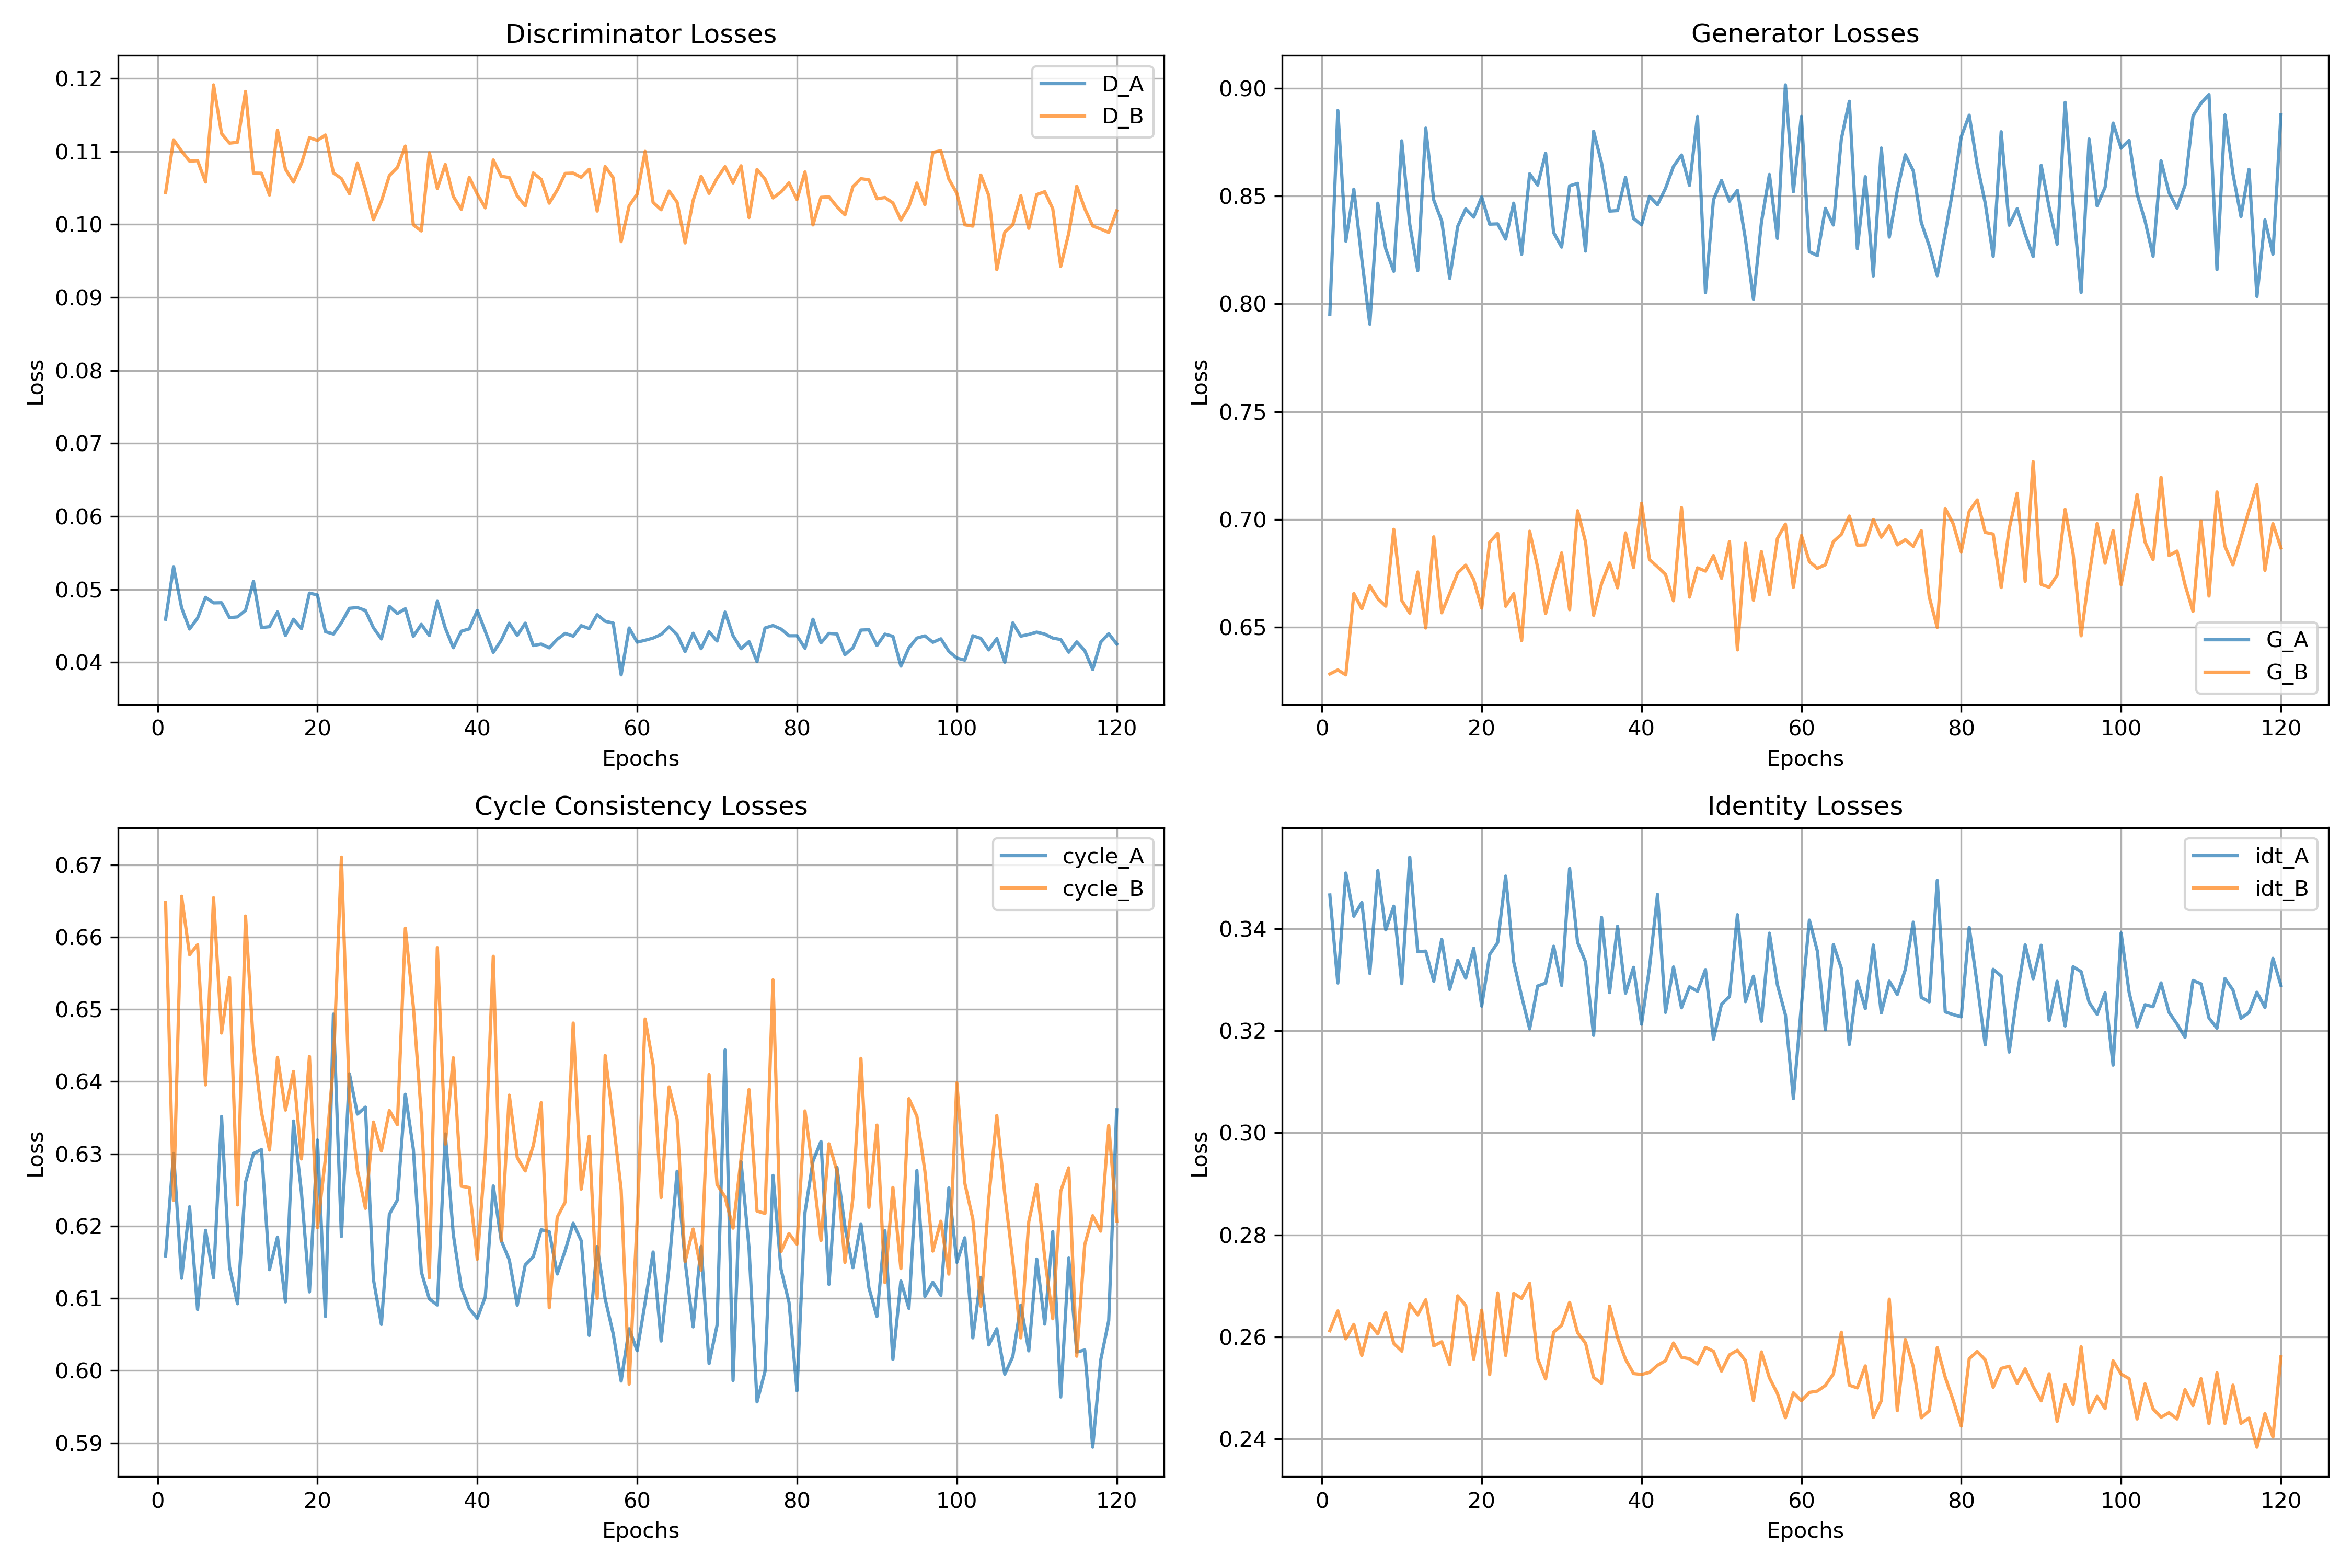 Discriminator Losses
0.12
0.11
0.10
0.09
0.08
0.07
0.06
0.05
0.04
Loss
D_A
D_B
0 20 40 60 80 100 120
Epochs
Generator Losses
0.90
0.85
0.80
0.75
0.70
0.65
Loss
G_A
G_B
0 20 40 60 80 100 120
Epochs
Cycle Consistency Losses
0.67
0.66
0.65
0.64
0.63
0.62
0.61
0.60
0.59
Loss
cycle_A
cycle_B
0 20 40 60 80 100 120
Epochs
Identity Losses
0.34
0.32
0.30
0.28
0.26
0.24
Loss
idt_A
idt_B
0 20 40 60 80 100 120
Epochs